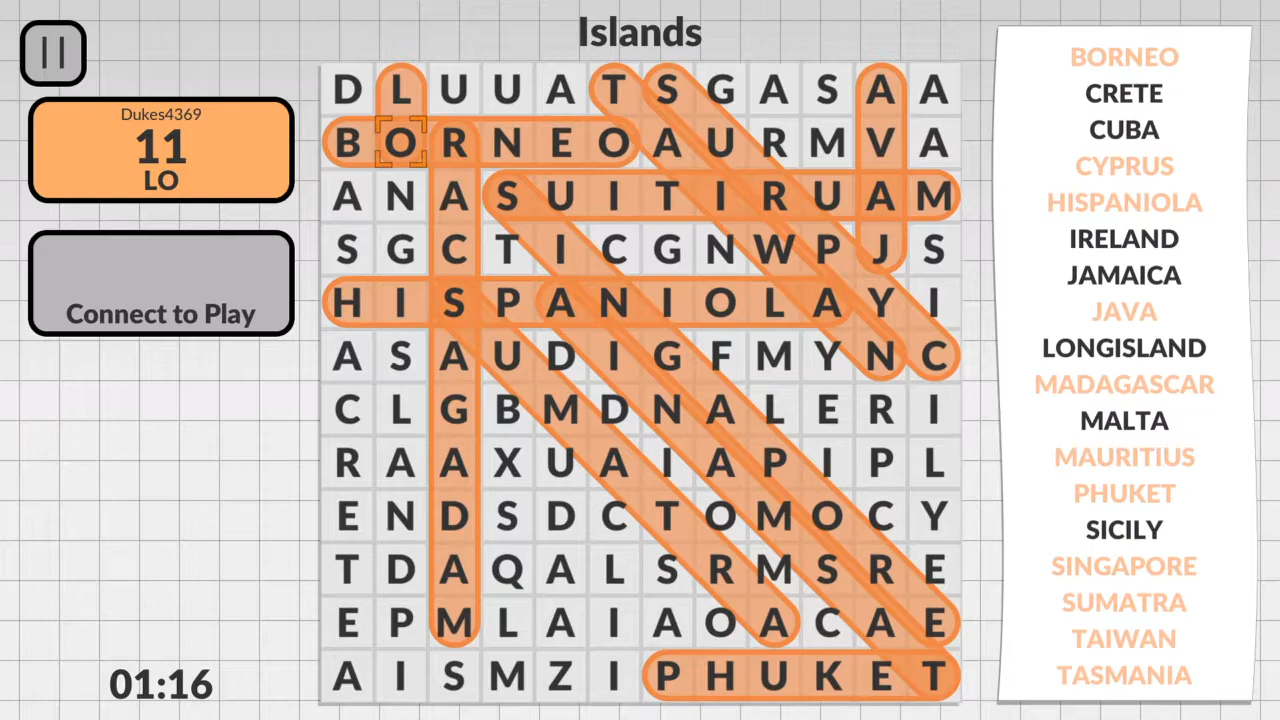 Islands
Dukes4369
11
LO
Connect to Play
01:16
D L U U A T S G A S A A
B O R N E O A U R M V A
A N A S U I T I R U A M
S G C T I C G N W P J S
H I S P A N I O L A Y I
A S A U D I G F M Y N C
C L G B M D N A L E R I
R A A X U A I A P I P L
E N D S D C T O M O C Y
T D A Q A L S R M S R E
E P M L A I A O A C A E
A I S M Z I P H U K E T
BORNEO
CRETE
CUBA
CYPRUS
HISPANIOLA
IRELAND
JAMAICA
JAVA
LONGISLAND
MADAGASCAR
MALTA
MAURITIUS
PHUKET
SICILY
SINGAPORE
SUMATRA
TAIWAN
TASMANIA